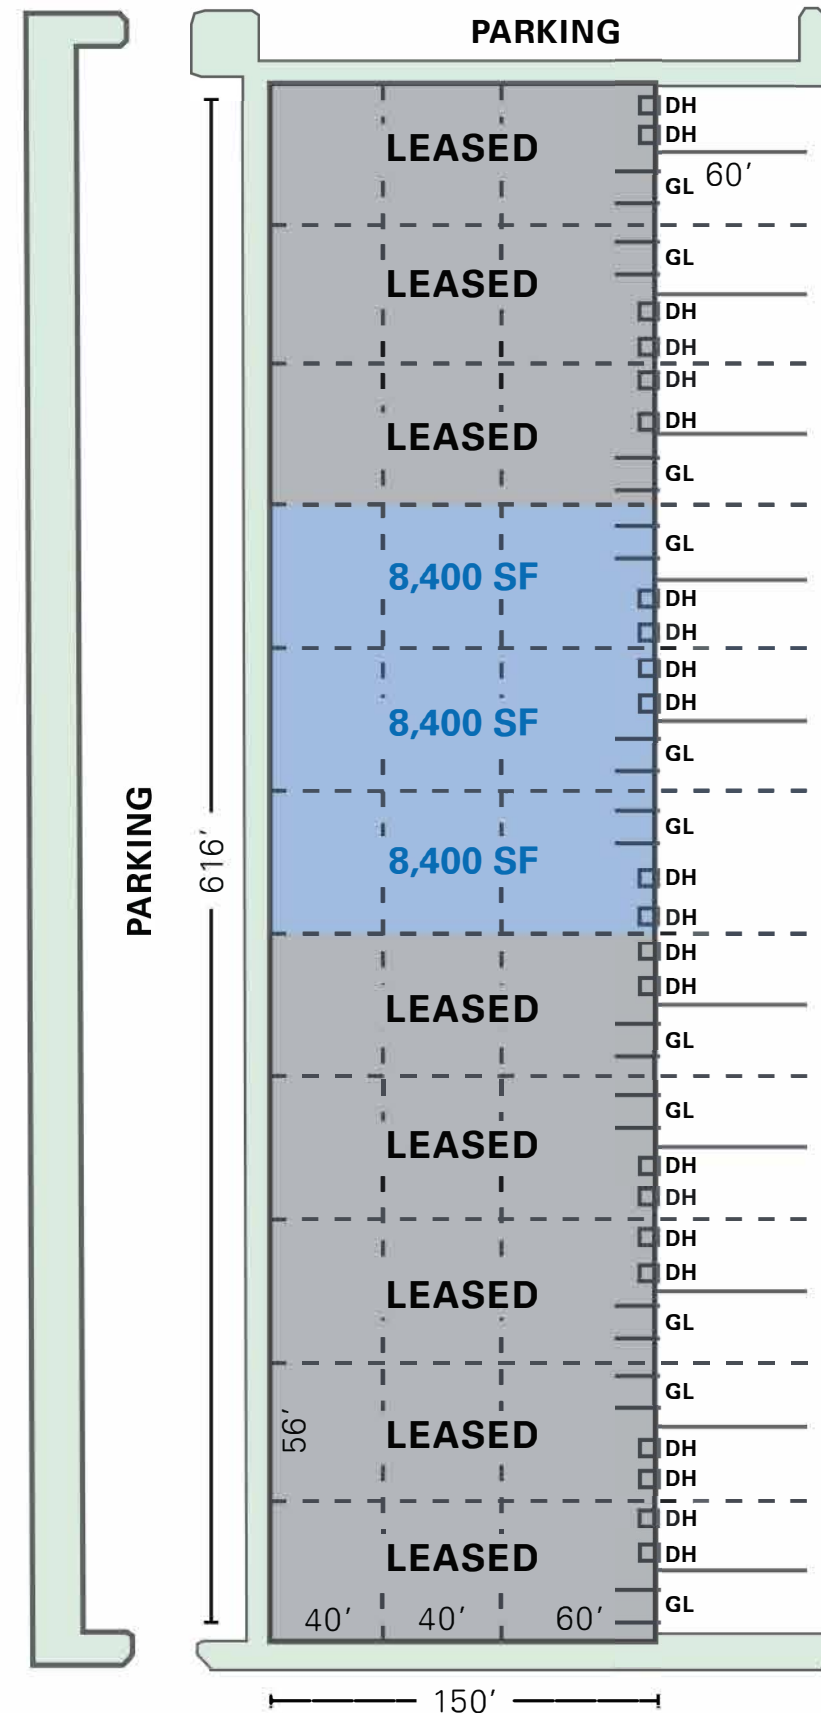 PARKING
DH
DH
LEASED
60′
GL
GL
LEASED
DH
DH
DH
DH
LEASED
GL
GL
8,400 SF
DH
DH
DH
DH
8,400 SF
GL
PARKING
616′
GL
8,400 SF
DH
DH
DH
DH
LEASED
GL
GL
LEASED
DH
DH
DH
DH
LEASED
GL
GL
56′
LEASED
DH
DH
DH
DH
LEASED
GL
40′ 40′ 60′
150′